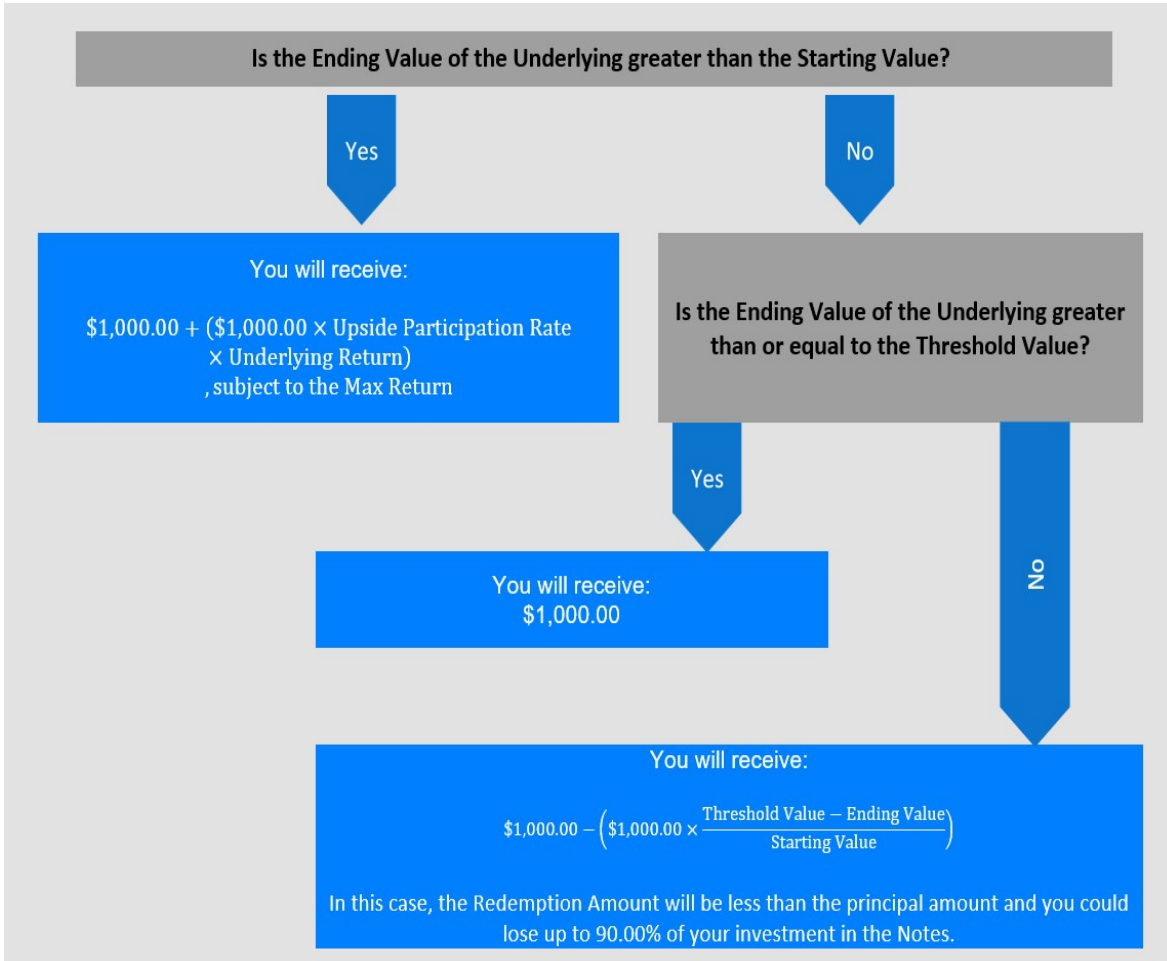 Is the Ending Value of the Underlying greater than the Starting Value?
Yes
No
You will receive:
$1,000.00 + ($1,000.00 × Upside Participation Rate
× Underlying Return)
, subject to the Max Return
Is the Ending Value of the Underlying greater
than or equal to the Threshold Value?
Yes
No
You will receive:
$1,000.00
You will receive:
$1,000.00 − ($1,000.00 × Threshold Value − Ending Value
Starting Value)
In this case, the Redemption Amount will be less than the principal amount and you could
lose up to 90.00% of your investment in the Notes.